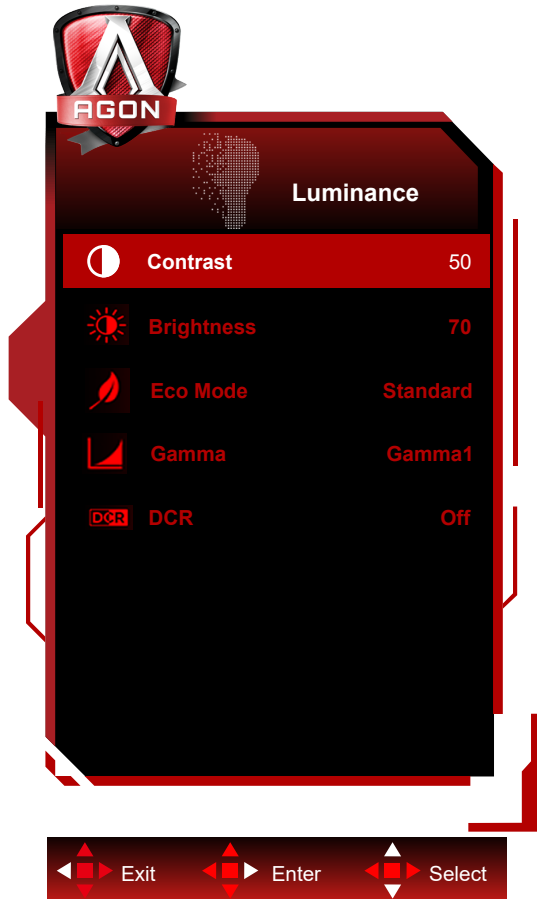 AGON
Luminance
Contrast 50
Brightness 70
Eco Mode Standard
Gamma Gamma1
DCR DCR Off
Exit Enter Select